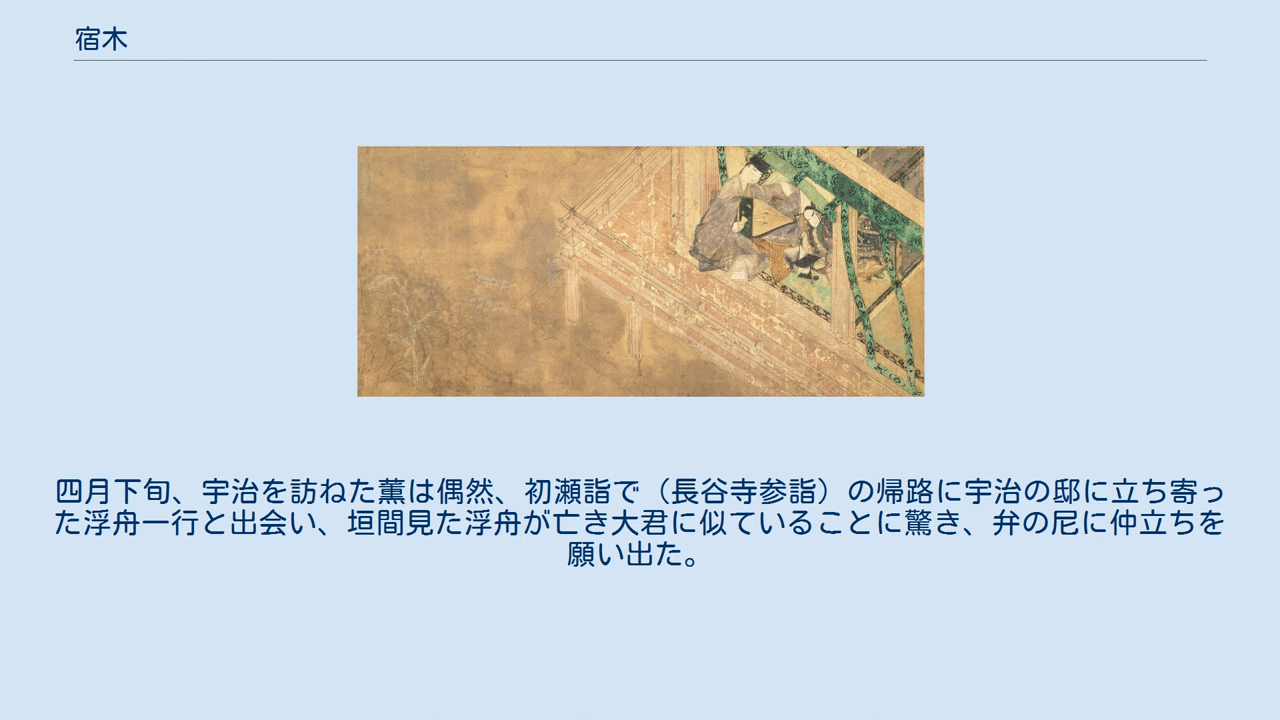 宿木
四月下旬、宇治を訪ねた薫は偶然、初瀬詣で（長谷寺参詣）の帰路に宇治の邸に立ち寄っ
た浮舟一行と出会い、垣間見た浮舟が亡き大君に似ていることに驚き、弁の尼に仲立ちを
願い出た。